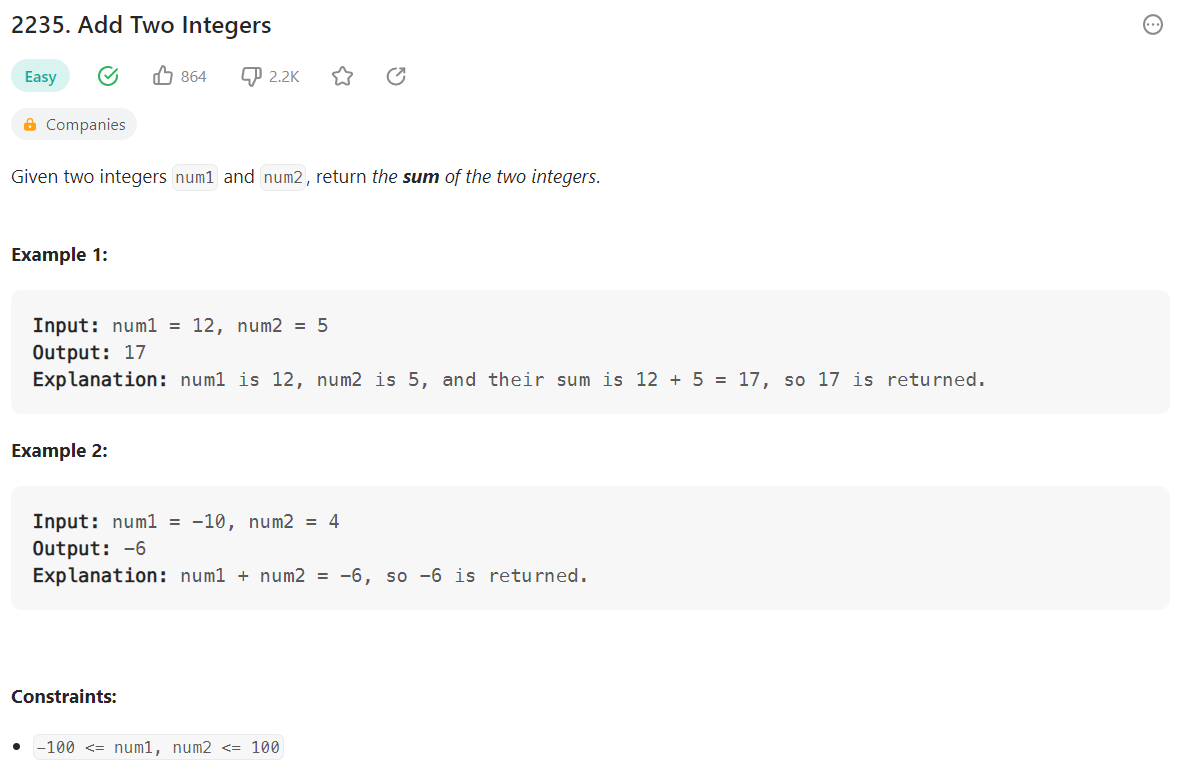 2235. Add Two Integers
Easy 864 2.2K
Companies
Given two integers num1 and num2, return the sum of the two integers.
Example 1:
Input: num1 = 12, num2 = 5
Output: 17
Explanation: num1 is 12, num2 is 5, and their sum is 12 + 5 = 17, so 17 is returned.
Example 2:
Input: num1 = -10, num2 = 4
Output: -6
Explanation: num1 + num2 = -6, so -6 is returned.
Constraints:
-100 <= num1, num2 <= 100